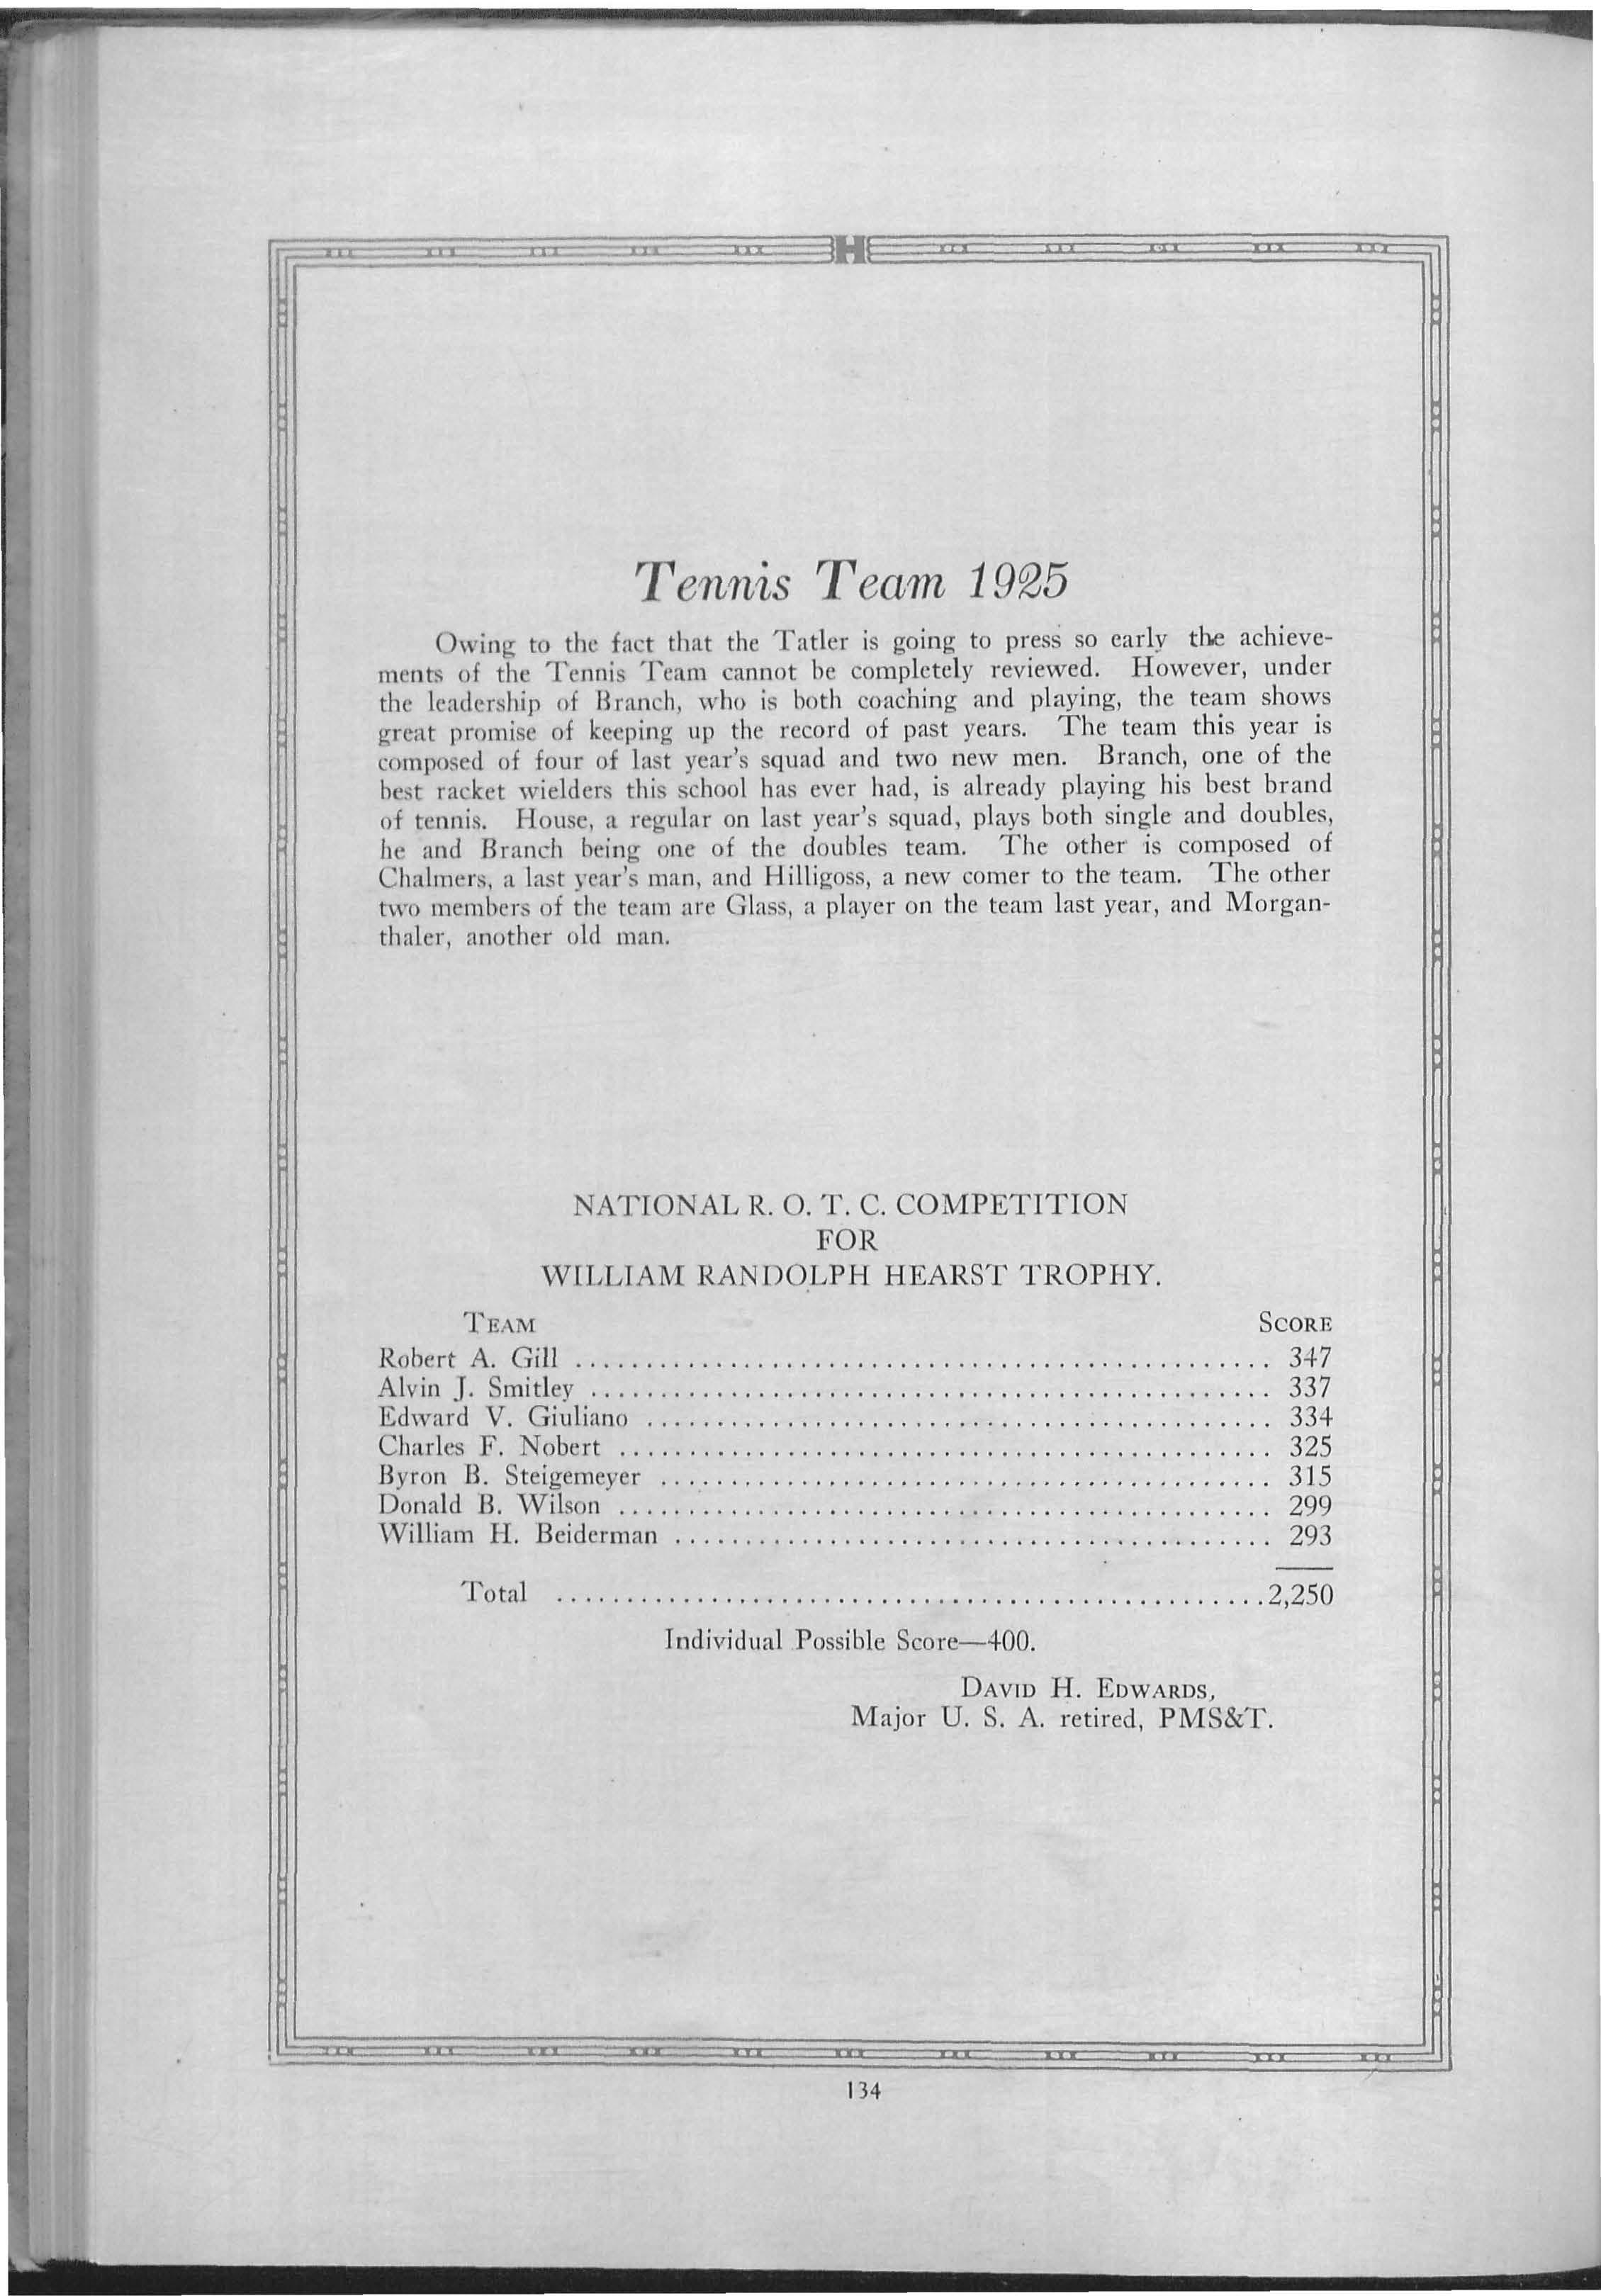 H
Tennis Team 1925
Owing to the fact that the Tatler is going to press so early the achieve-
ments of the Tennis Team cannot be completely reviewed. However, under
the leadership of Branch, who is both coaching and playing, the team shows
great promise of keeping up the record of past years. The team this year is
composed of four of last year's squad and two new men. Branch, one of the
best racket wielders this school has ever had, is already playing his best brand
of tennis. House, a regular on last year's squad, plays both single and doubles,
he and Branch being one of the doubles team. The other is composed of
Chalmers, a last year's man, and Hilligoss, a new comer to the team. The other
two members of the team are Glass, a player on the team last year, and Morgan-
thaler, another old man.
NATIONAL R. O. T. C. COMPETITION
FOR
WILLIAM RANDOLPH HEARST TROPHY.
TEAM SCORE
Robert A. Gill ........ 347
Alvin J. Smitley ........ 337
Edward V. Giuliano ........ 334
Charles F. Nobert ........ 325
Byron B. Steigemeyer ........ 315
Donald B. Wilson ........ 299
William H. Beiderman ........ 293
Total ........ 2,250
Individual Possible Score—400.
DAVID H. EDWARDS,
Major U. S. A. retired, PMS&T.
134